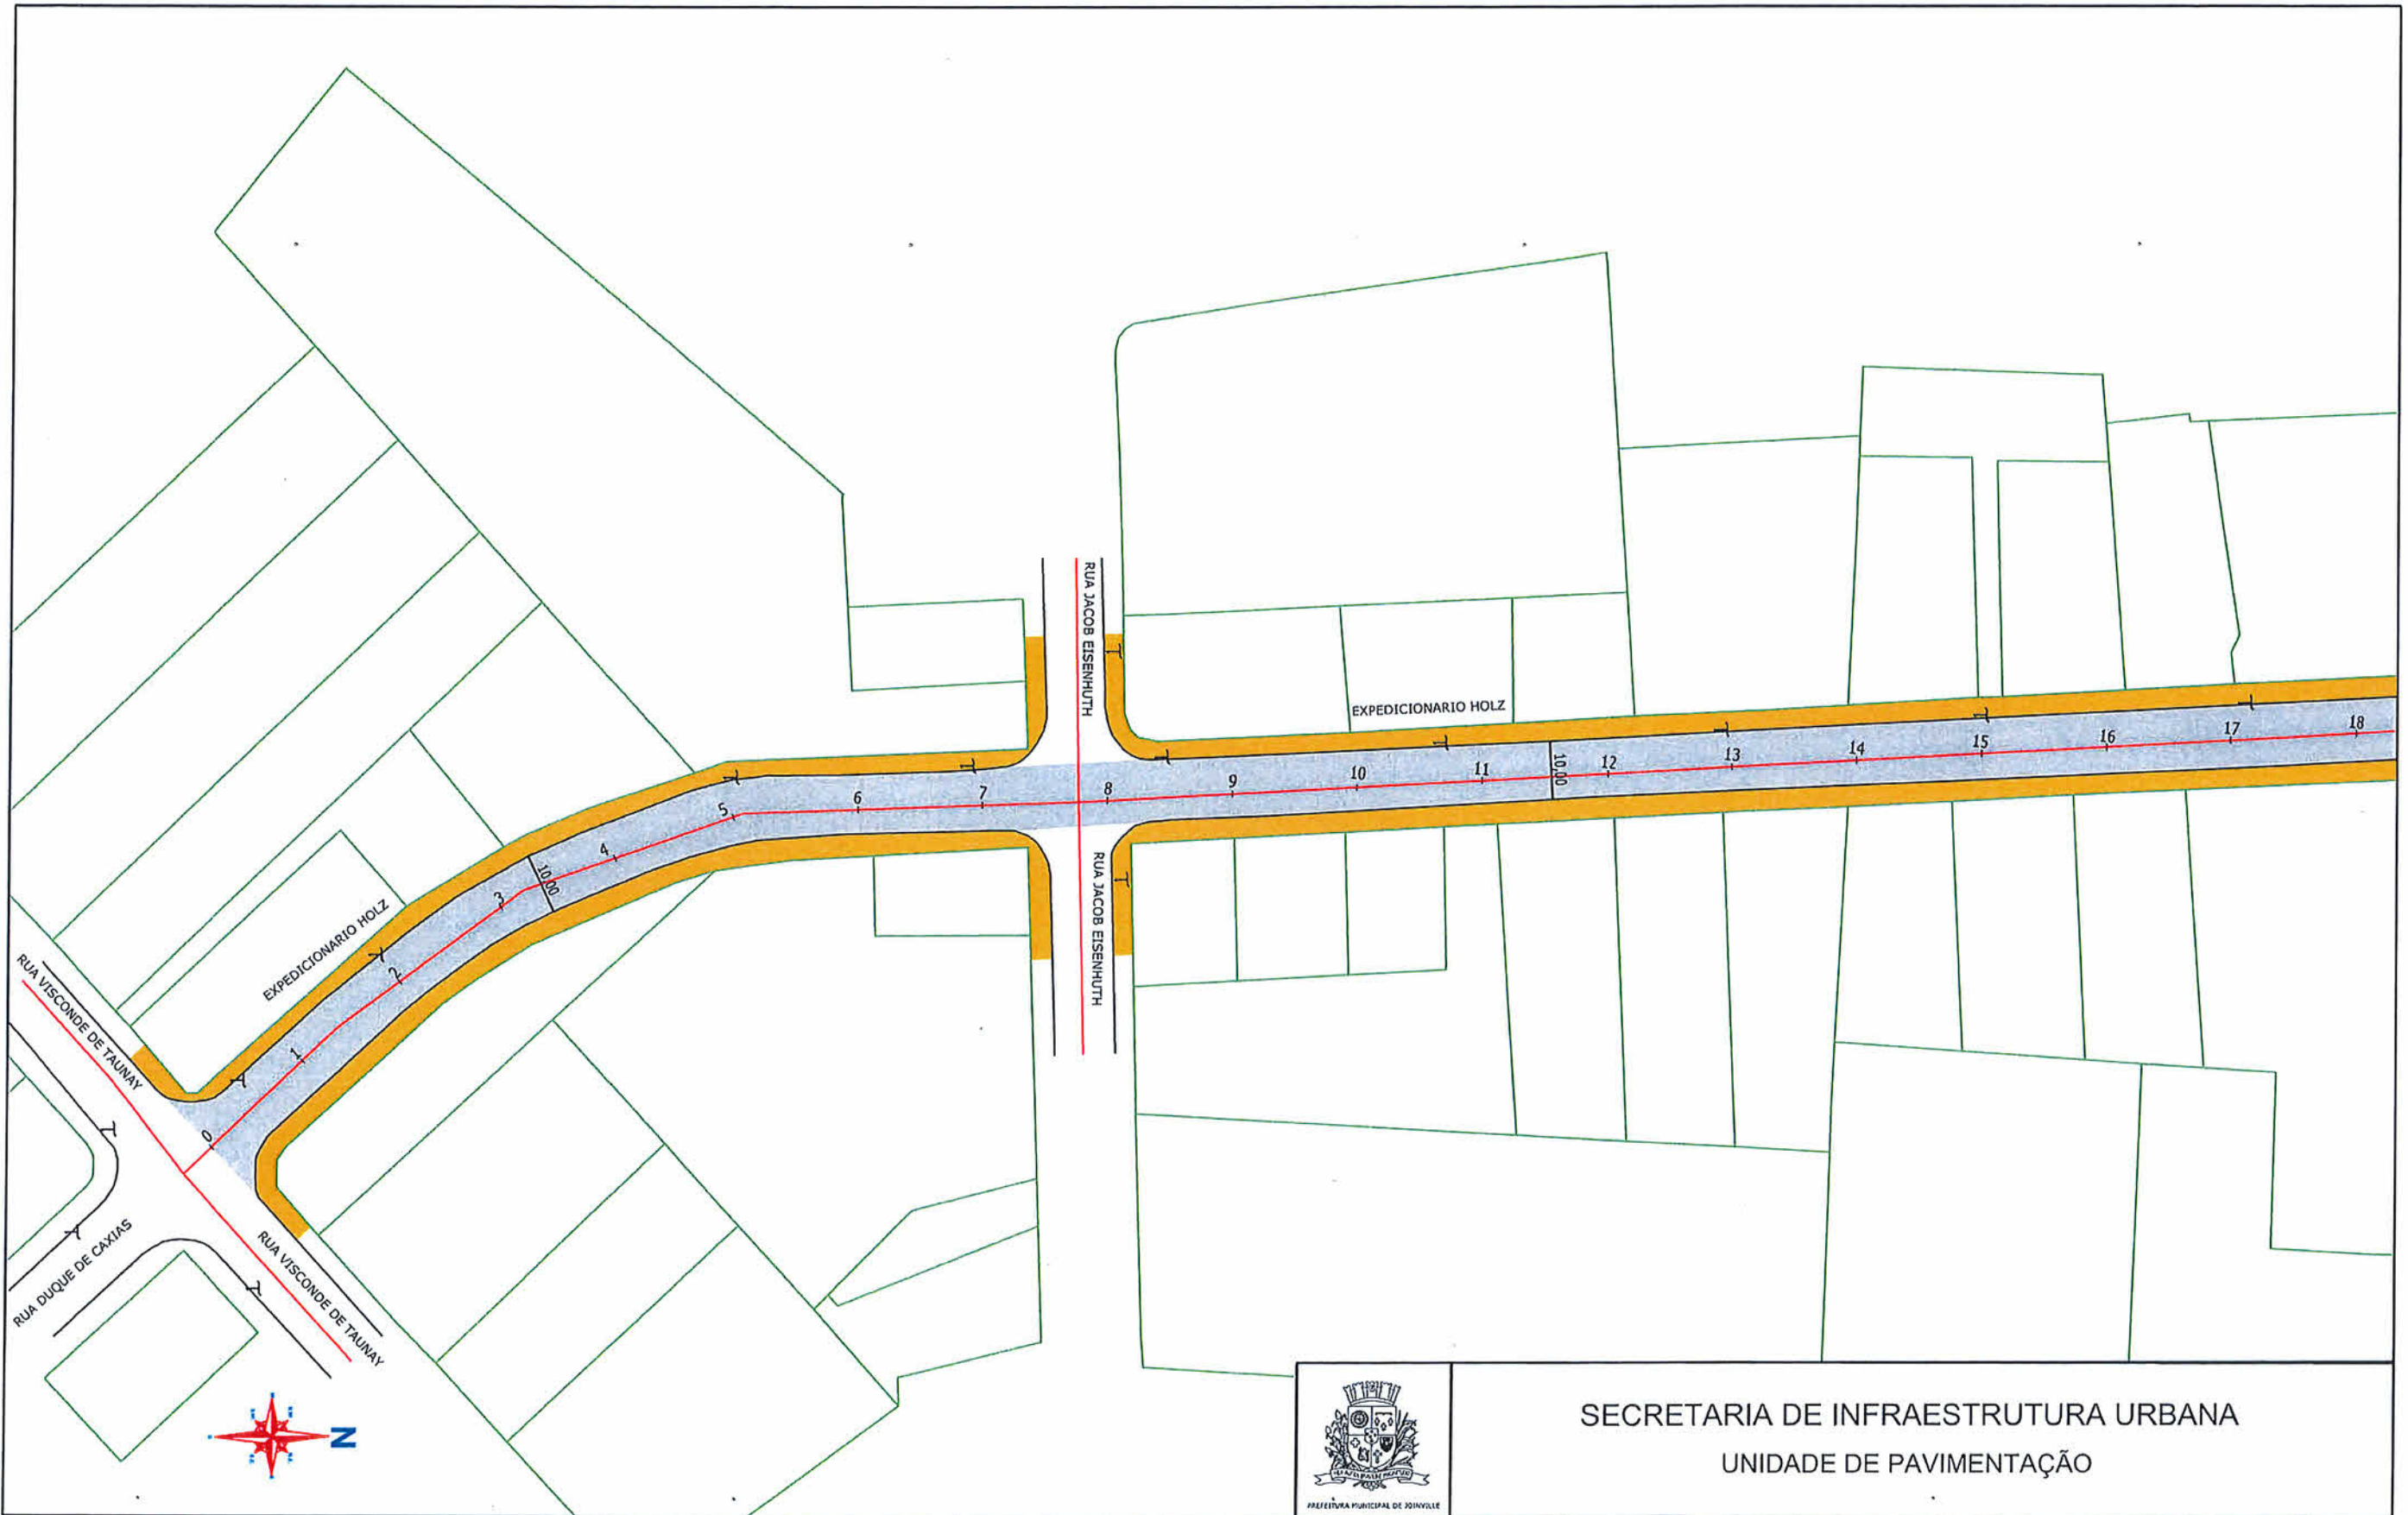 RUA JACOB EISENHUTH
EXPEDICIONARIO HOLZ
0
1
2
3
4
5
6
7
8
9
10
11
12
13
14
15
16
17
18
10,00
10,00
EXPEDICIONARIO HOLZ
RUA JACOB EISENHUTH
RUA VISCONDE DE TAUNAY
RUA DUQUE DE CAXIAS
RUA VISCONDE DE TAUNAY
N
PREFEITURA MUNICIPAL DE JOINVILLE
SECRETARIA DE INFRAESTRUTURA URBANA
UNIDADE DE PAVIMENTAÇÃO